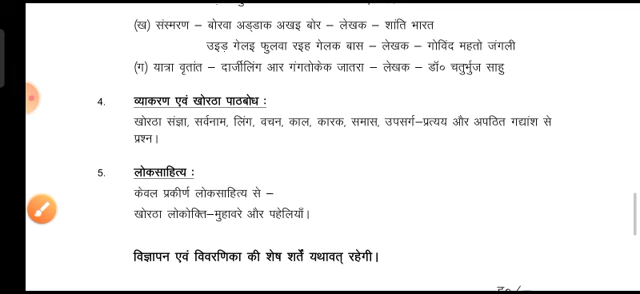 (ख) संस्मरण – बोरवा अड़डाक अखइ बोर – लेखक – शांति भारत
उइड़ गेलइ फुलवा रइह गेलक बास – लेखक – गोविंद महतो जंगली
(ग) यात्रा वृतांत – दार्जीलिंग आर गंगतोकेक जातरा – लेखक – डॉ० चतुर्भुज साहु
4. व्याकरण एवं खोरठा पाठबोध :
खोरठा संज्ञा, सर्वनाम, लिंग, वचन, काल, कारक, समास, उपसर्ग–प्रत्यय और अपठित गद्यांश से
प्रश्न।
5. लोकसाहित्य :
केवल प्रकीर्ण लोकसाहित्य से –
खोरठा लोकोक्ति–मुहावरे और पहेलियाँ।
विज्ञापन एवं विवरणिका की शेष शर्तें यथावत् रहेगी।